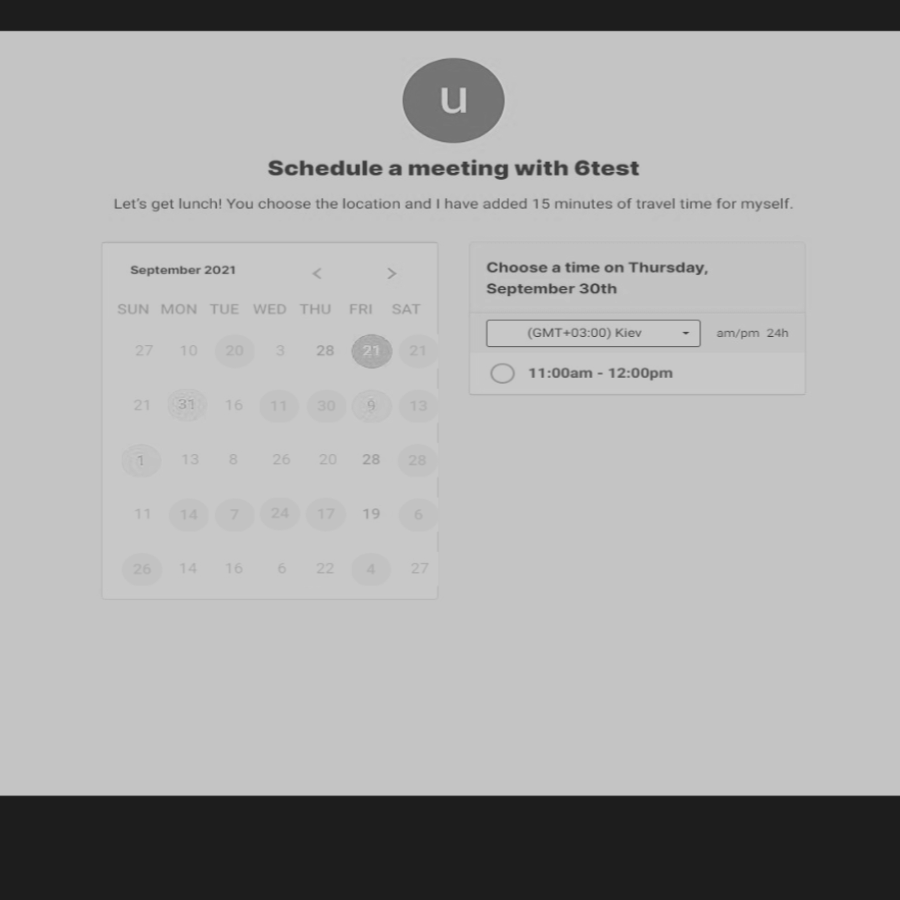 u
Schedule a meeting with 6test
Let's get lunch! You choose the location and I have added 15 minutes of travel time for myself.
September 2021 < >
SUN MON TUE WED THU FRI SAT
27 10 20 3 28 21 21
21 31 16 11 30 9 13
1 13 8 26 20 28 28
11 14 7 24 17 19 6
26 14 16 6 22 4 27
Choose a time on Thursday,
September 30th
(GMT+03:00) Kiev am/pm 24h
11:00am - 12:00pm